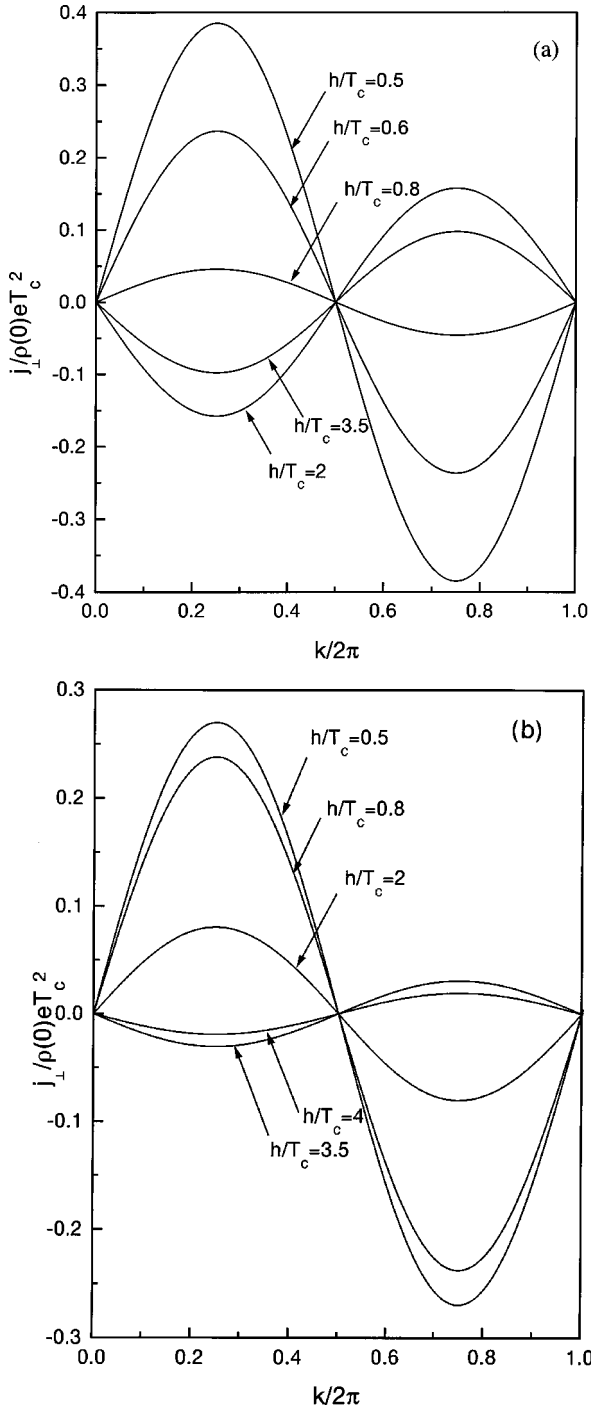 (a)
0.4
0.3
0.2
0.1
0.0
-0.1
-0.2
-0.3
-0.4
j⊥/ρ(0)eT_c^2
h/T_c=0.5
h/T_c=0.6
h/T_c=0.8
h/T_c=3.5
h/T_c=2
0.0 0.2 0.4 0.6 0.8 1.0
k/2π
(b)
0.3
0.2
0.1
0.0
-0.1
-0.2
-0.3
j⊥/ρ(0)eT_c^2
h/T_c=0.5
h/T_c=0.8
h/T_c=2
h/T_c=4
h/T_c=3.5
0.0 0.2 0.4 0.6 0.8 1.0
k/2π